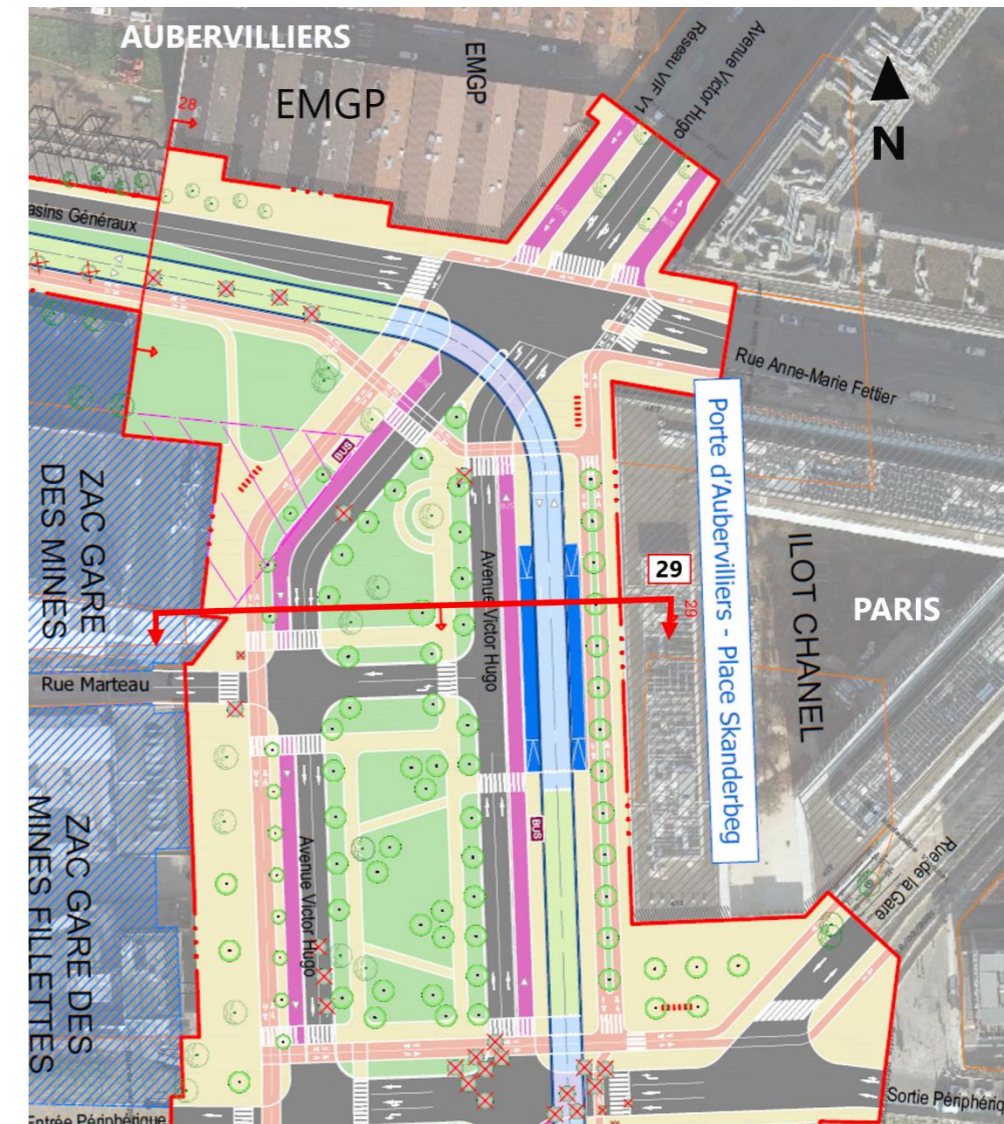 AUBERVILLIERS
EMGP
EMGP
Réseau VIF V1
Avenue Victor Hugo
N
28
asins Généraux
Rue Anne-Marie Fettier
BUS
Porte d'Aubervilliers - Place Skanderbeg
ZAC GARE
DES MINES
Avenue Victor Hugo
29
ILOT CHANEL
PARIS
Rue Marteau
ZAC GARE DES
MINES FILLETTES
Avenue Victor Hugo
BUS
Rue de la Gare
Entrée Périphérique
Sortie Périphériq